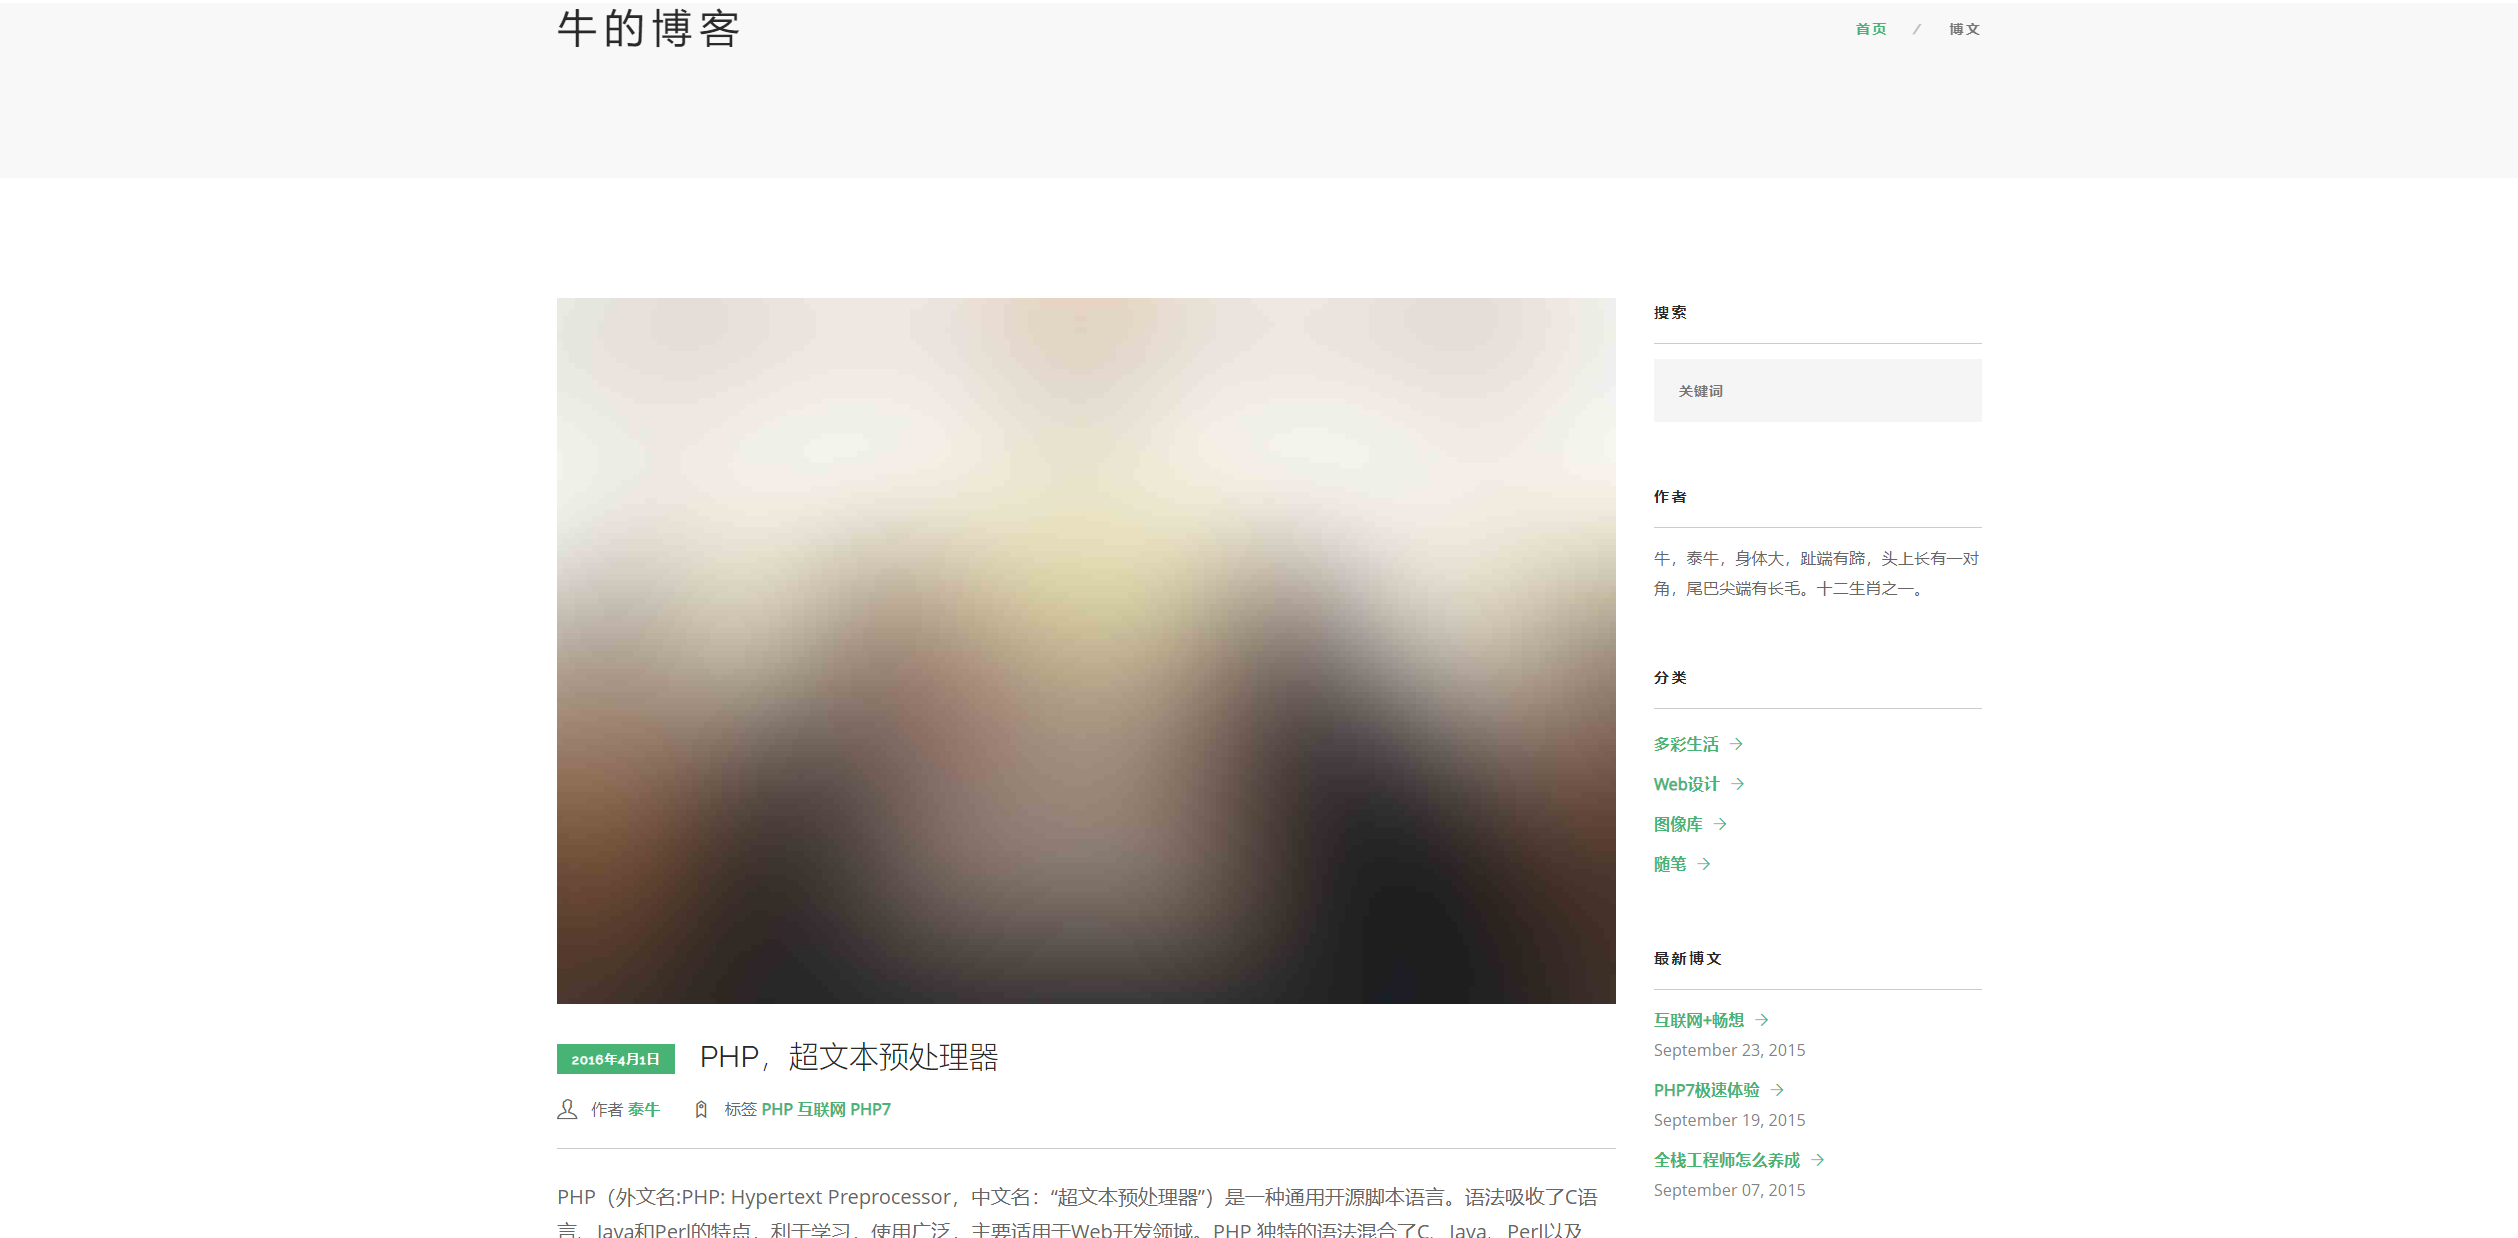 牛的博客
首页 / 博文
搜索
关键词
作者
牛，泰牛，身体大，趾端有蹄，头上长有一对
角，尾巴尖端有长毛。十二生肖之一。
分类
多彩生活
Web设计
图像库
随笔
最新博文
互联网+畅想
September 23, 2015
PHP7极速体验
September 19, 2015
全栈工程师怎么养成
September 07, 2015
2016年4月1日 PHP，超文本预处理器
作者 泰牛 标签 PHP 互联网 PHP7
PHP（外文名:PHP: Hypertext Preprocessor，中文名：“超文本预处理器”）是一种通用开源脚本语言。语法吸收了C语
言、Java和Perl的特点，利于学习，使用广泛，主要适用于Web开发领域。PHP 独特的语法混合了C、Java、Perl以及